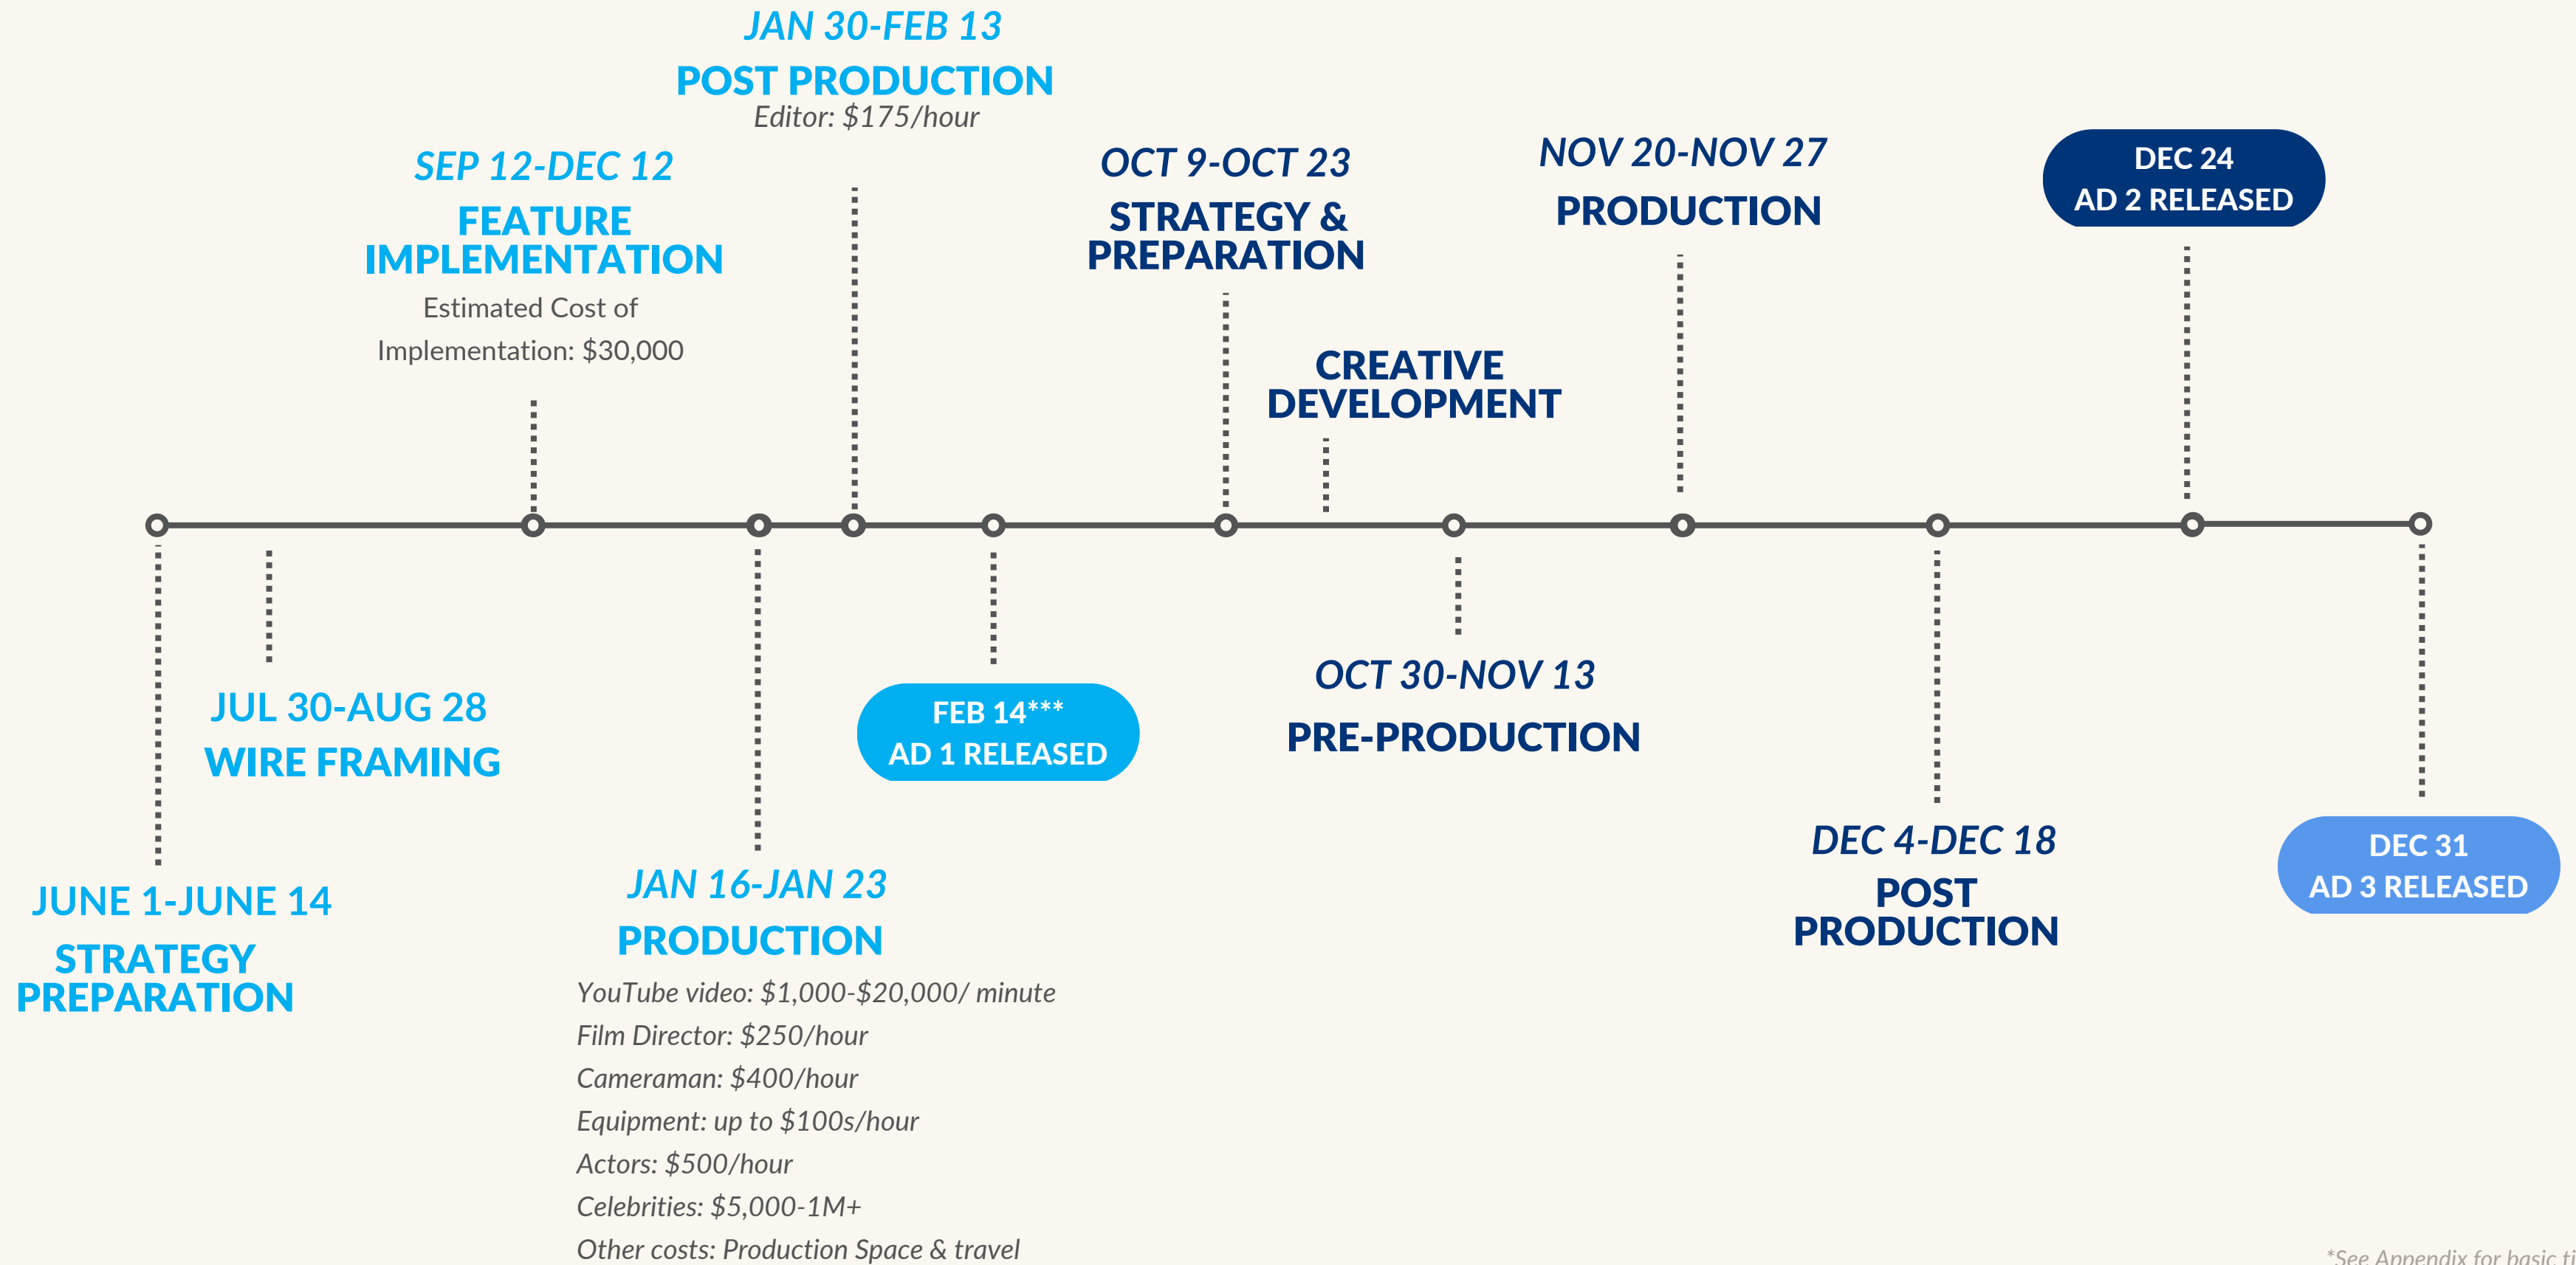 JAN 30-FEB 13
POST PRODUCTION
Editor: $175/hour
SEP 12-DEC 12
FEATURE
IMPLEMENTATION
Estimated Cost of
Implementation: $30,000
OCT 9-OCT 23
STRATEGY &
PREPARATION
CREATIVE
DEVELOPMENT
NOV 20-NOV 27
PRODUCTION
DEC 24
AD 2 RELEASED
JUNE 1-JUNE 14
STRATEGY
PREPARATION
JUL 30-AUG 28
WIRE FRAMING
JAN 16-JAN 23
PRODUCTION
YouTube video: $1,000-$20,000/ minute
Film Director: $250/hour
Cameraman: $400/hour
Equipment: up to $100s/hour
Actors: $500/hour
Celebrities: $5,000-1M+
Other costs: Production Space & travel
FEB 14***
AD 1 RELEASED
OCT 30-NOV 13
PRE-PRODUCTION
DEC 4-DEC 18
POST
PRODUCTION
DEC 31
AD 3 RELEASED
*See Appendix for basic